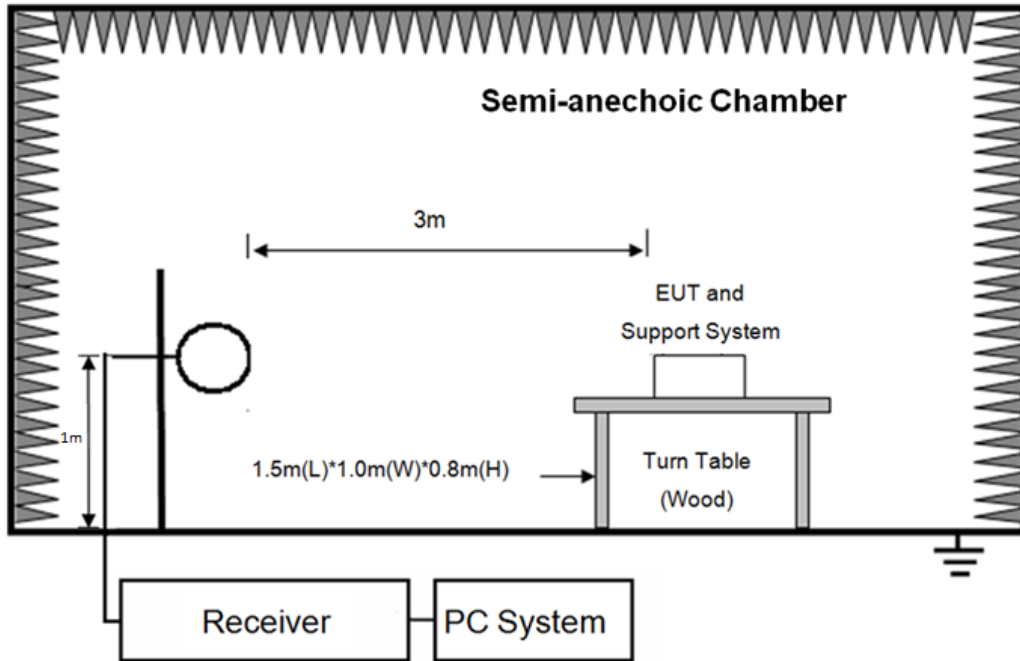 Semi-anechoic Chamber
3m
EUT and
Support System
1m
1.5m(L)*1.0m(W)*0.8m(H)
Turn Table
(Wood)
Receiver
PC System